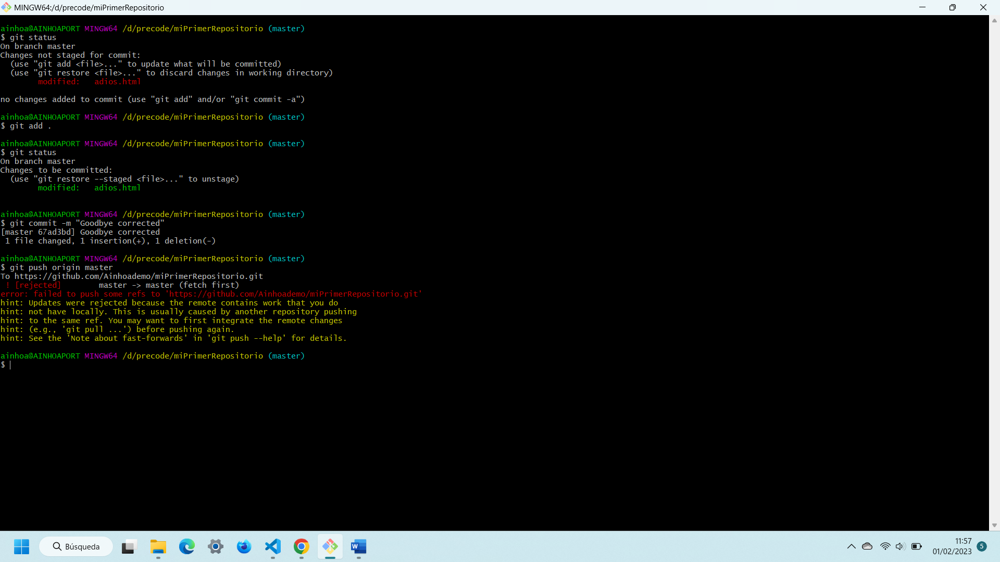 MINGW64:/d/precode/miPrimerRepositorio
ainhoa@AINHOAPORT MINGW64 /d/precode/miPrimerRepositorio (master)
$ git status
On branch master
Changes not staged for commit:
  (use "git add <file>..." to update what will be committed)
  (use "git restore <file>..." to discard changes in working directory)
        modified:   adios.html
no changes added to commit (use "git add" and/or "git commit -a")
ainhoa@AINHOAPORT MINGW64 /d/precode/miPrimerRepositorio (master)
$ git add .
ainhoa@AINHOAPORT MINGW64 /d/precode/miPrimerRepositorio (master)
$ git status
On branch master
Changes to be committed:
  (use "git restore --staged <file>..." to unstage)
        modified:   adios.html
ainhoa@AINHOAPORT MINGW64 /d/precode/miPrimerRepositorio (master)
$ git commit -m "Goodbye corrected"
[master 67ad3bd] Goodbye corrected
 1 file changed, 1 insertion(+), 1 deletion(-)
ainhoa@AINHOAPORT MINGW64 /d/precode/miPrimerRepositorio (master)
$ git push origin master
To https://github.com/Ainhoademo/miPrimerRepositorio.git
 ! [rejected]        master -> master (fetch first)
error: failed to push some refs to 'https://github.com/Ainhoademo/miPrimerRepositorio.git'
hint: Updates were rejected because the remote contains work that you do
hint: not have locally. This is usually caused by another repository pushing
hint: to the same ref. You may want to first integrate the remote changes
hint: (e.g., 'git pull ...') before pushing again.
hint: See the 'Note about fast-forwards' in 'git push --help' for details.
ainhoa@AINHOAPORT MINGW64 /d/precode/miPrimerRepositorio (master)
$
Búsqueda
W
11:57
01/02/2023
5